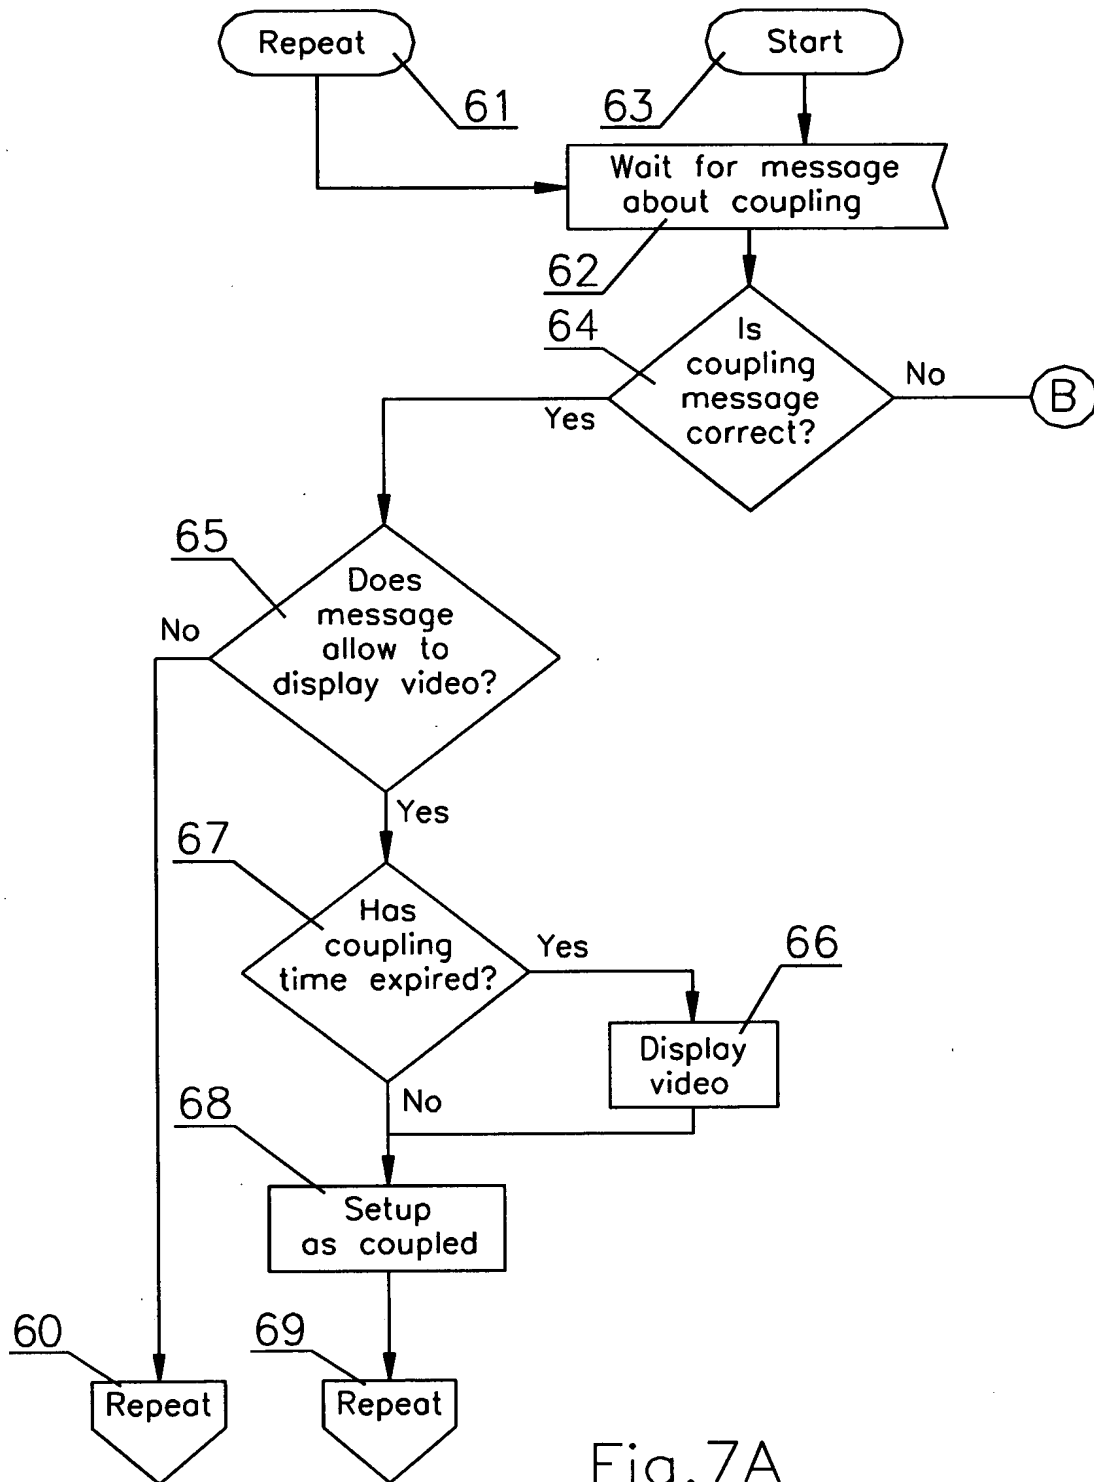 Repeat
Start
61
63
Wait for message
about coupling
62
64
Is
coupling
message
correct?
No
B
Yes
65
Does
message
allow to
display video?
No
Yes
67
Has
coupling
time expired?
Yes
66
Display
video
No
68
Setup
as coupled
60
69
Repeat
Repeat
Fig.7A